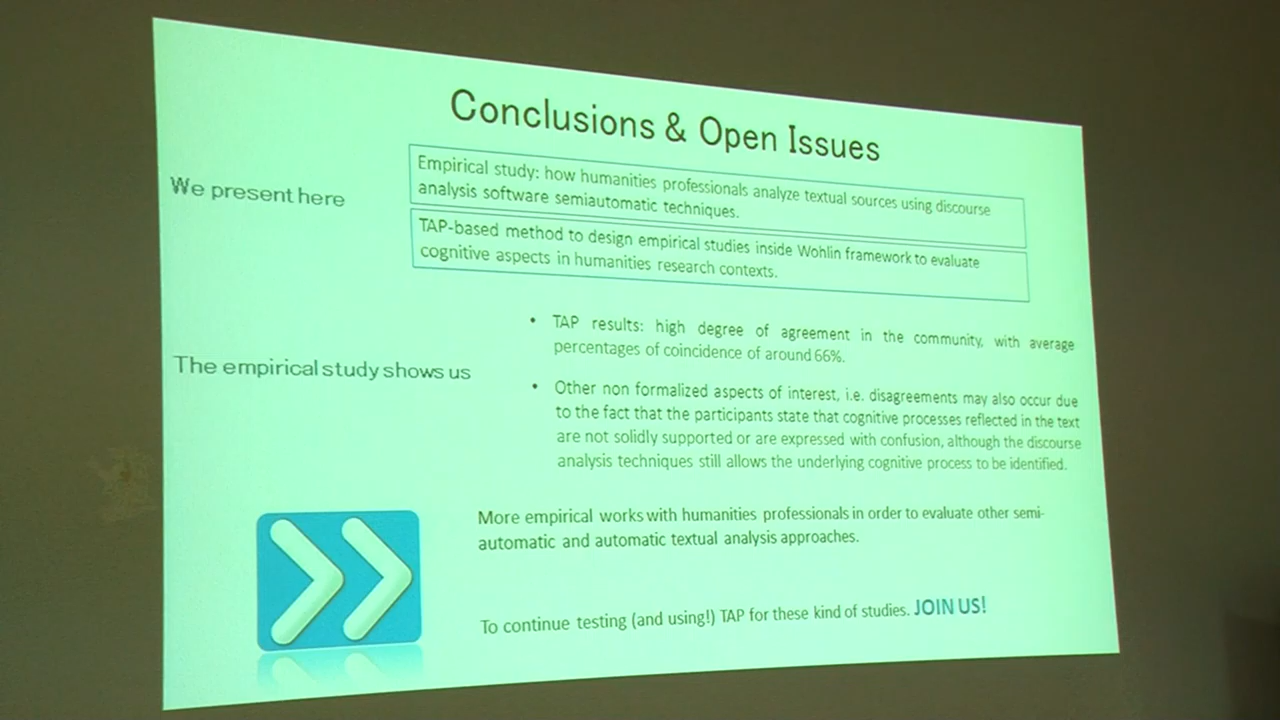 Conclusions & Open Issues
We present here
Empirical study: how humanities professionals analyze textual sources using discourse
analysis software semiautomatic techniques.
TAP-based method to design empirical studies inside Wohlin framework to evaluate
cognitive aspects in humanities research contexts.
The empirical study shows us
• TAP results: high degree of agreement in the community, with average
percentages of coincidence of around 66%.
• Other non formalized aspects of interest, i.e. disagreements may also occur due
to the fact that the participants state that cognitive processes reflected in the text
are not solidly supported or are expressed with confusion, although the discourse
analysis techniques still allows the underlying cognitive process to be identified.
More empirical works with humanities professionals in order to evaluate other semi-
automatic and automatic textual analysis approaches.
To continue testing (and using!) TAP for these kind of studies. JOIN US!